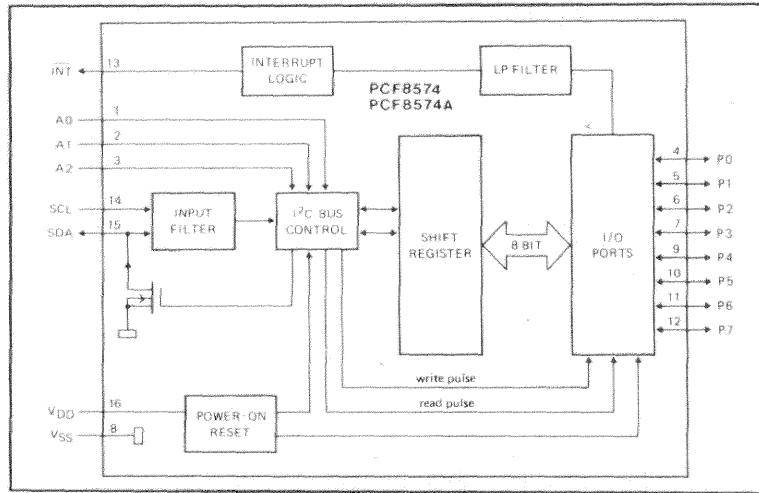 INT
13
INTERRUPT
LOGIC
LP FILTER
PCF8574
PCF8574A
A0
1
A1
2
A2
3
SCL
14
SDA
15
INPUT
FILTER
I²C BUS
CONTROL
SHIFT
REGISTER
8 BIT
I/O
PORTS
4
P0
5
P1
6
P2
7
P3
9
P4
10
P5
11
P6
12
P7
write pulse
read pulse
VDD
16
VSS
8
POWER-ON
RESET